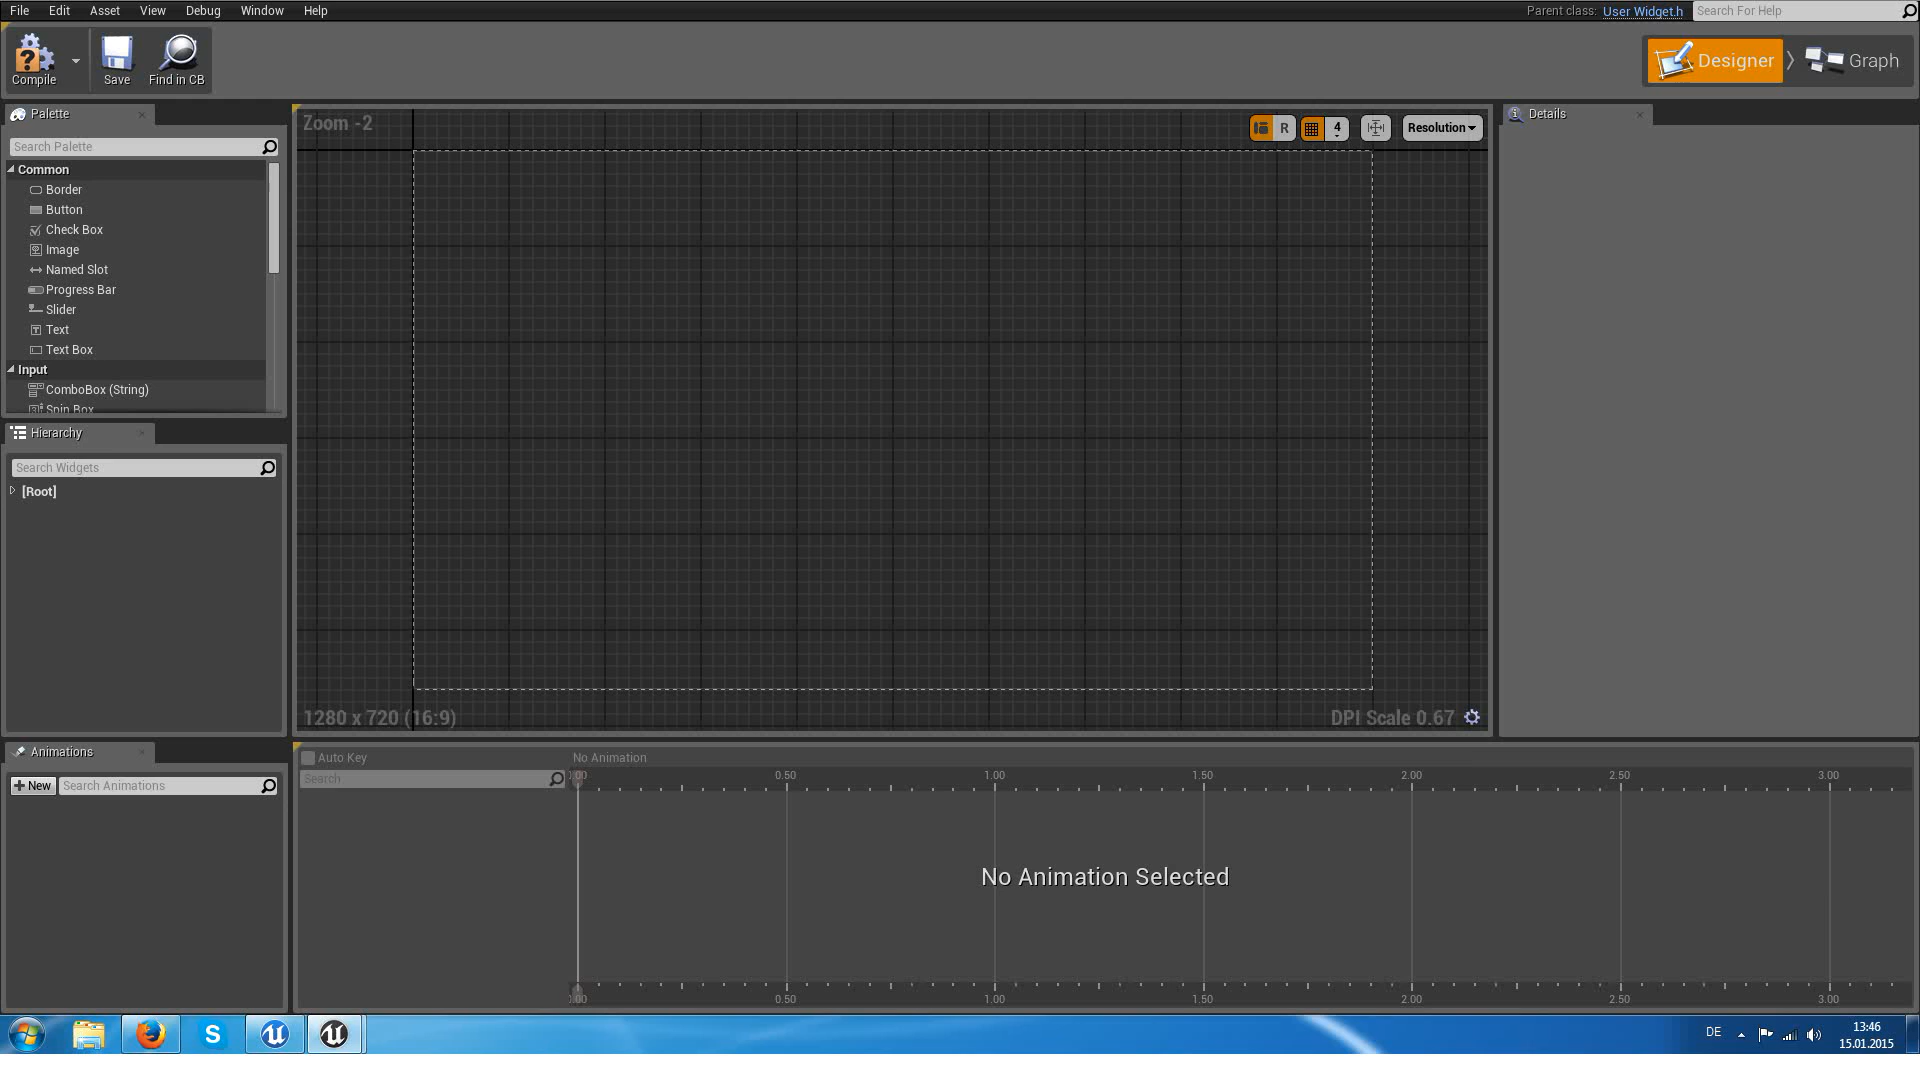 File Edit Asset View Debug Window Help
Parent class: User Widget.h Search For Help
Compile Save Find in CB
Designer Graph
Palette
Search Palette
Common
Border
Button
Check Box
Image
Named Slot
Progress Bar
Slider
Text
Text Box
Input
ComboBox (String)
Spin Box
Hierarchy
Search Widgets
[Root]
Zoom -2
R 4 Resolution
1280 x 720 (16:9)
DPI Scale 0.67
Details
Animations
New Search Animations
Auto Key
Search
No Animation
0.00 0.50 1.00 1.50 2.00 2.50 3.00
No Animation Selected
0.00 0.50 1.00 1.50 2.00 2.50 3.00
DE
13:46
15.01.2015